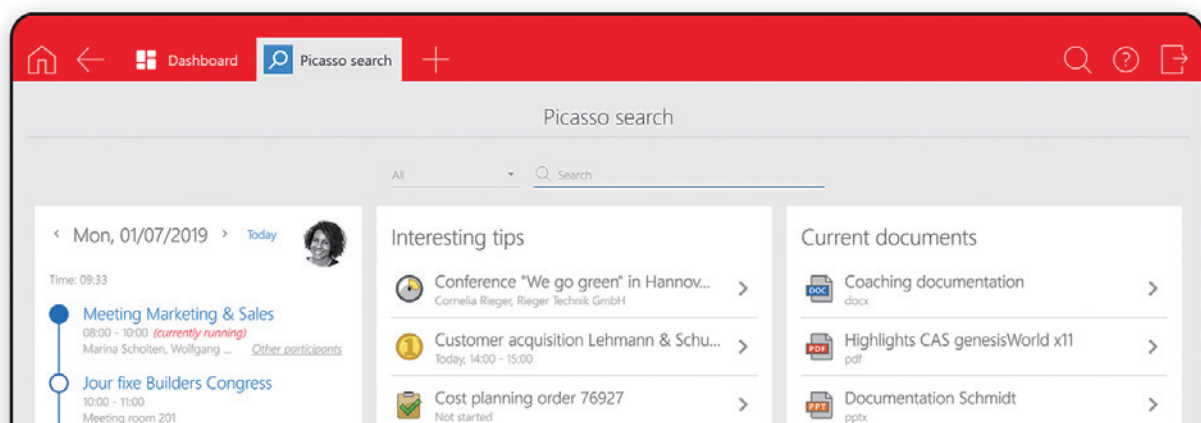 Dashboard
Picasso search
Picasso search
All
Search
Mon, 01/07/2019
Today
Time: 09:33
Meeting Marketing & Sales
08:00 - 10:00 (currently running)
Marina Scholten, Wolfgang ... Other participants
Jour fixe Builders Congress
10:00 - 11:00
Meeting room 201
Interesting tips
Conference "We go green" in Hannov...
Cornelia Rieger, Rieger Technik GmbH
1
Customer acquisition Lehmann & Schu...
Today, 14:00 - 15:00
Cost planning order 76927
Not started
Current documents
DOC
Coaching documentation
docx
PDF
Highlights CAS genesisWorld x11
pdf
PPT
Documentation Schmidt
pptx